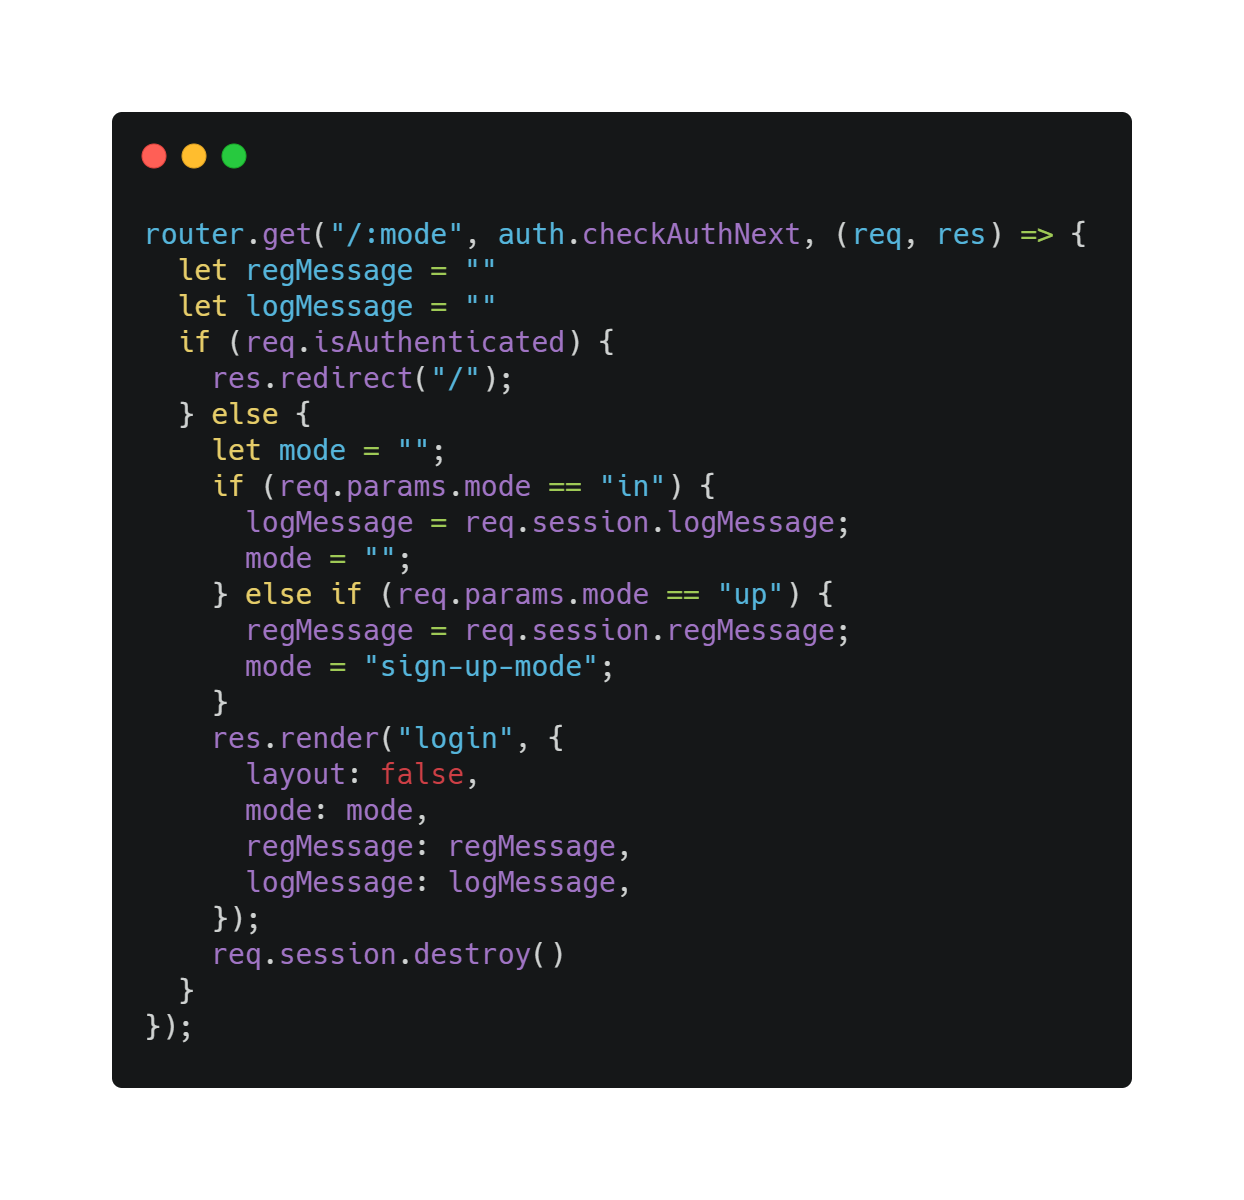 router.get("/:mode", auth.checkAuthNext, (req, res) => {
  let regMessage = ""
  let logMessage = ""
  if (req.isAuthenticated) {
    res.redirect("/");
  } else {
    let mode = "";
    if (req.params.mode == "in") {
      logMessage = req.session.logMessage;
      mode = "";
    } else if (req.params.mode == "up") {
      regMessage = req.session.regMessage;
      mode = "sign-up-mode";
    }
    res.render("login", {
      layout: false,
      mode: mode,
      regMessage: regMessage,
      logMessage: logMessage,
    });
    req.session.destroy()
  }
});